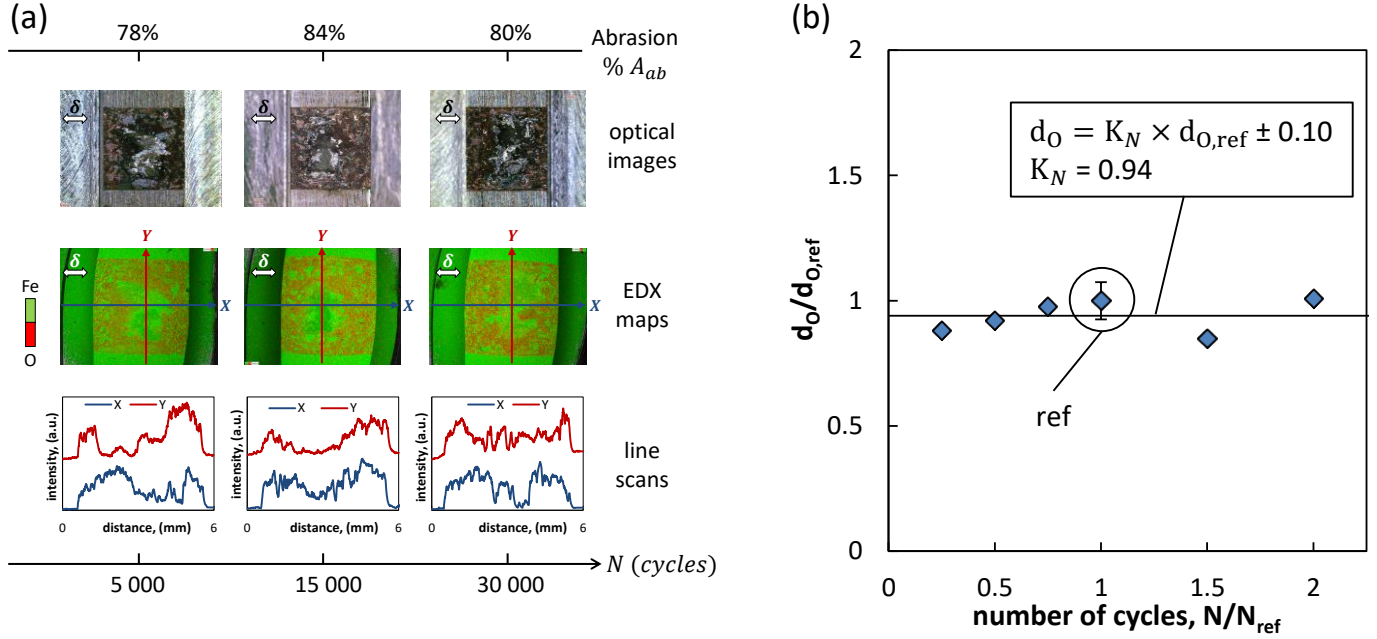 (a)
78% 84% 80%
Abrasion
% A_ab
δ δ δ
optical
images
Y Y Y
δ δ δ
Fe
O
X X X
EDX
maps
X Y X Y X Y
intensity, (a.u.) intensity, (a.u.) intensity, (a.u.)
line
scans
0 6 0 6 0 6
distance, (mm) distance, (mm) distance, (mm)
N (cycles)
5 000 15 000 30 000
(b)
2
1.5
1
0.5
0
d_O/d_O,ref
d_O = K_N × d_O,ref ± 0.10
K_N = 0.94
ref
0 0.5 1 1.5 2
number of cycles, N/N_ref